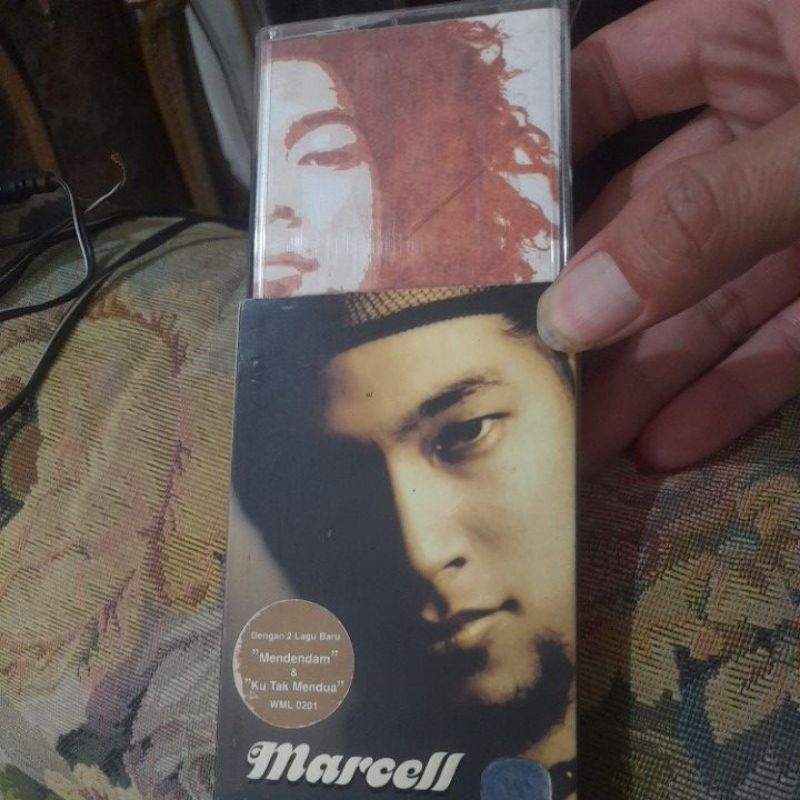 Dengan 2 Lagu Baru
"Mendendam"
&
"Ku Tak Mendua"
WML 0201
Marcell